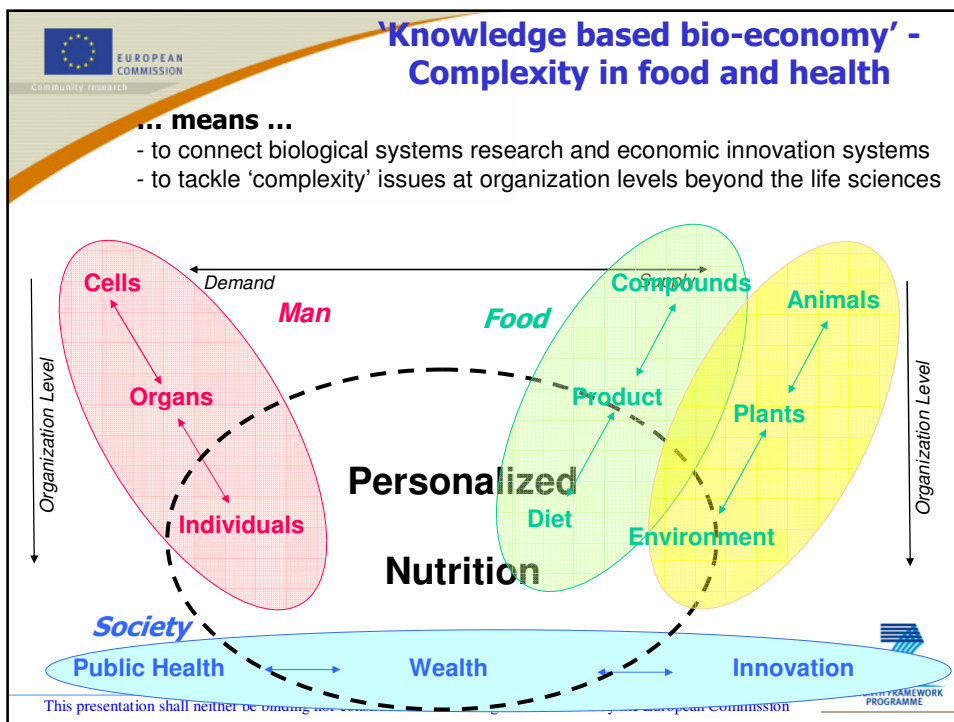 EUROPEAN
COMMISSION
Community research
‘Knowledge based bio-economy’ -
Complexity in food and health
... means ...
- to connect biological systems research and economic innovation systems
- to tackle ‘complexity’ issues at organization levels beyond the life sciences
Demand
Supply
Cells
Man
Food
Compounds
Animals
Organization Level
Organs
Product
Plants
Organization Level
Personalized
Individuals
Diet
Environment
Nutrition
Society
Public Health
Wealth
Innovation
FRAMEWORK
PROGRAMME
This presentation shall neither be binding nor European Commission